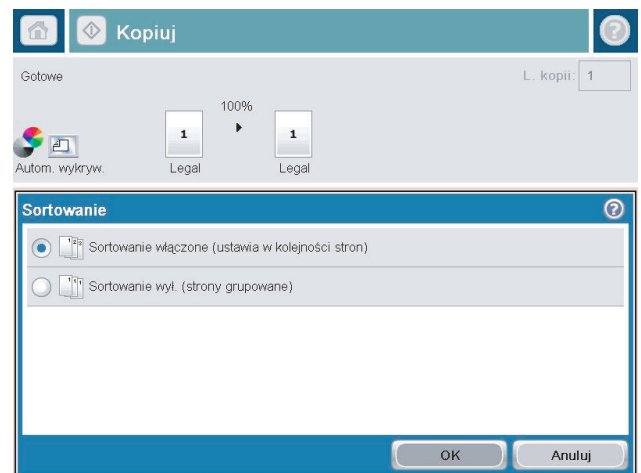 Kopiuj
Gotowe
L. kopii: 1
100%
1 1
Autom. wykryw. Legal Legal
Sortowanie
Sortowanie włączone (ustawia w kolejności stron)
Sortowanie wył. (strony grupowane)
OK Anuluj